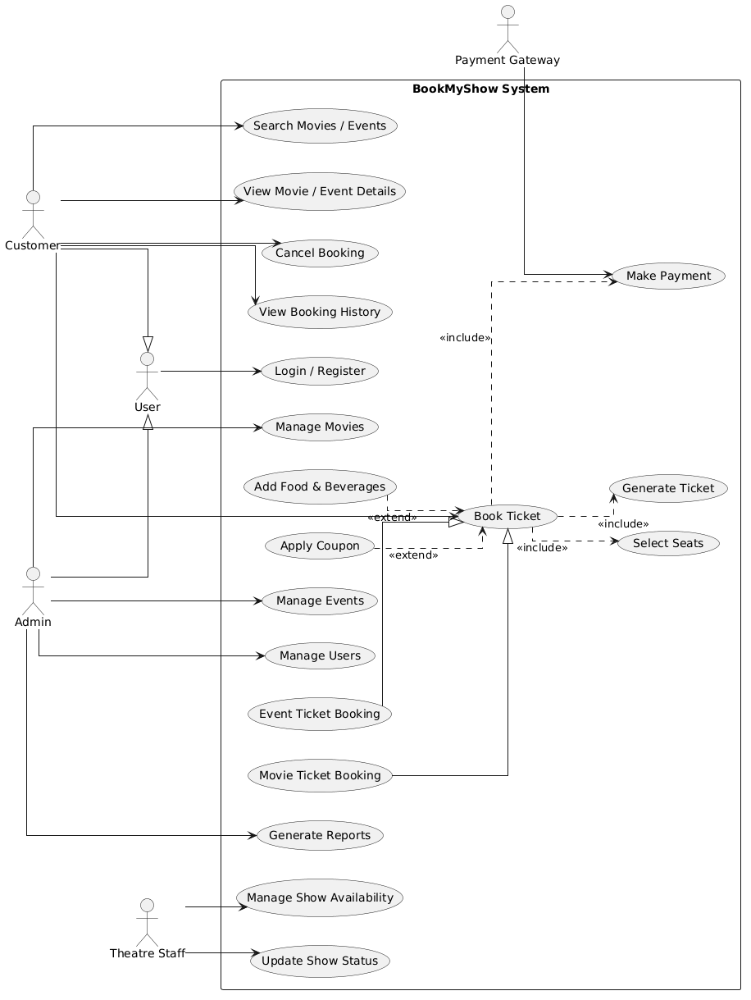 Payment Gateway
BookMyShow System
Search Movies / Events
View Movie / Event Details
Customer
Cancel Booking
Make Payment
View Booking History
«include»
Login / Register
User
Manage Movies
Add Food & Beverages
Generate Ticket
«extend»
Book Ticket
«include»
Apply Coupon
«include»
Select Seats
«extend»
Manage Events
Admin
Manage Users
Event Ticket Booking
Movie Ticket Booking
Generate Reports
Manage Show Availability
Theatre Staff
Update Show Status